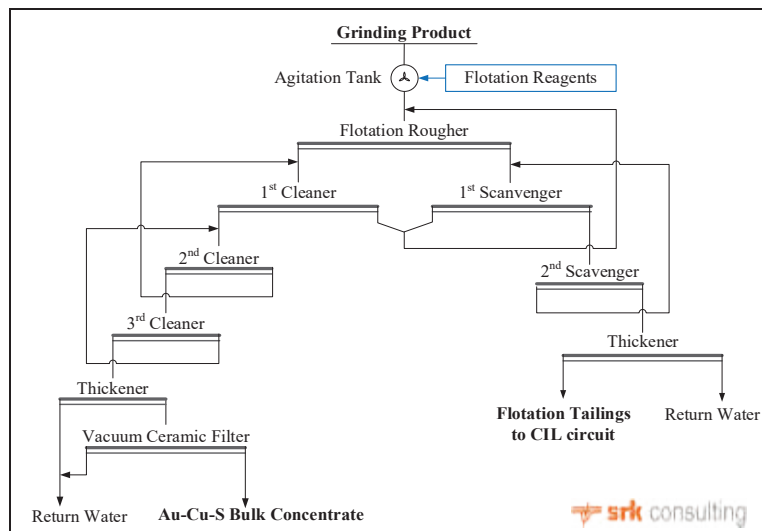 Grinding Product
Agitation Tank
Flotation Reagents
Flotation Rougher
1st Cleaner
1st Scanvenger
2nd Cleaner
2nd Scavenger
3rd Cleaner
Thickener
Thickener
Vacuum Ceramic Filter
Flotation Tailings
to CIL circuit
Return Water
Return Water
Au-Cu-S Bulk Concentrate
srk consulting